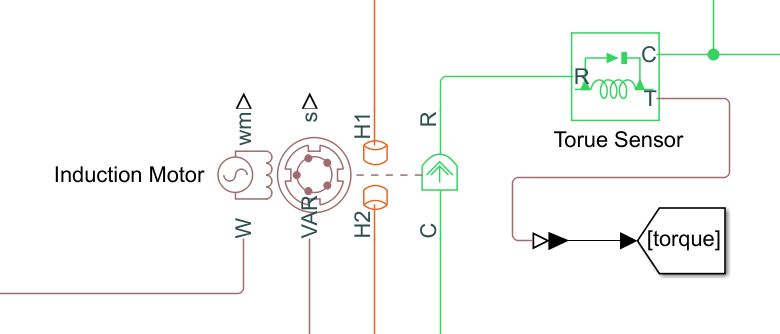 C
R
T
Torue Sensor
wm
s
H1
R
Induction Motor
W
VAR
H2
C
[torque]